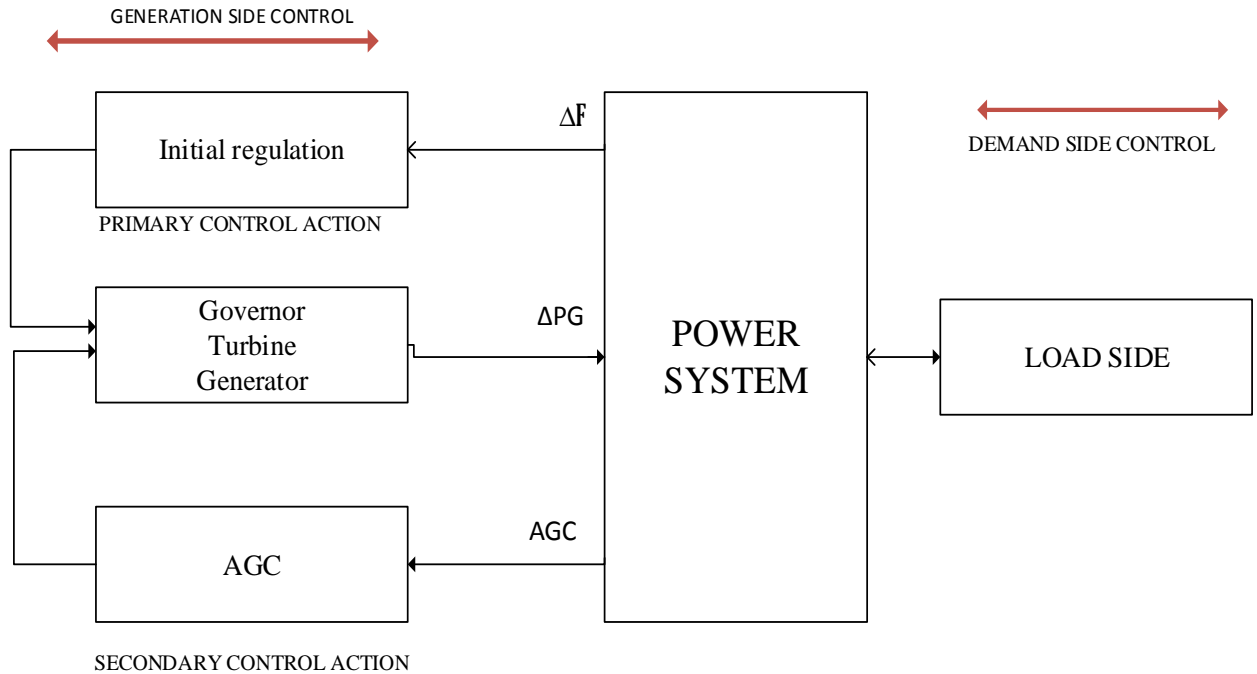 GENERATION SIDE CONTROL
Initial regulation
PRIMARY CONTROL ACTION
ΔF
DEMAND SIDE CONTROL
Governor
Turbine
Generator
ΔPG
POWER
SYSTEM
LOAD SIDE
AGC
AGC
SECONDARY CONTROL ACTION